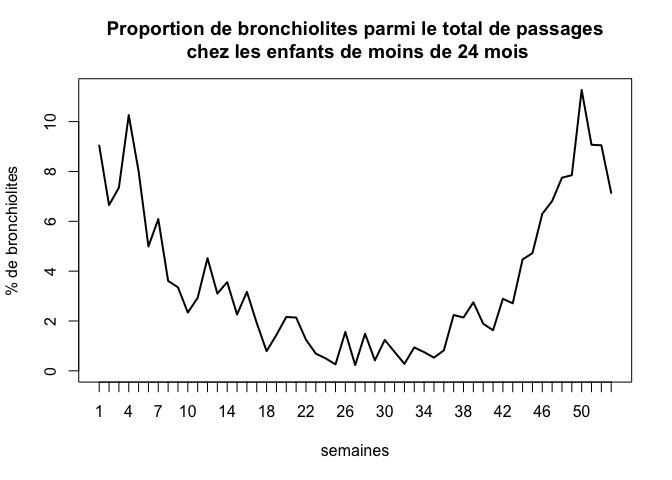 Proportion de bronchiolites parmi le total de passages
chez les enfants de moins de 24 mois
% de bronchiolites
10
8
6
4
2
0
1 4 7 10 14 18 22 26 30 34 38 42 46 50
semaines